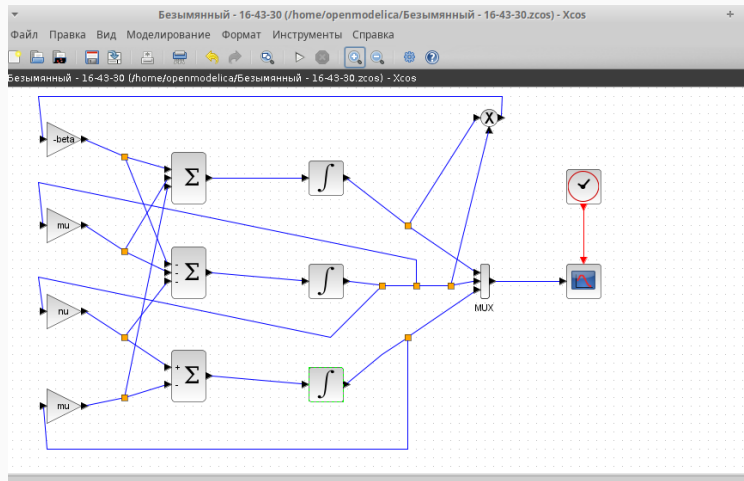 Безымянный - 16-43-30 (/home/openmodelica/Безымянный - 16-43-30.zcos) - Xcos
Файл Правка Вид Моделирование Формат Инструменты Справка
Безымянный - 16-43-30 (/home/openmodelica/Безымянный - 16-43-30.zcos) - Xcos
X
-beta
Σ
∫
mu
Σ
∫
MUX
nu
Σ
∫
mu